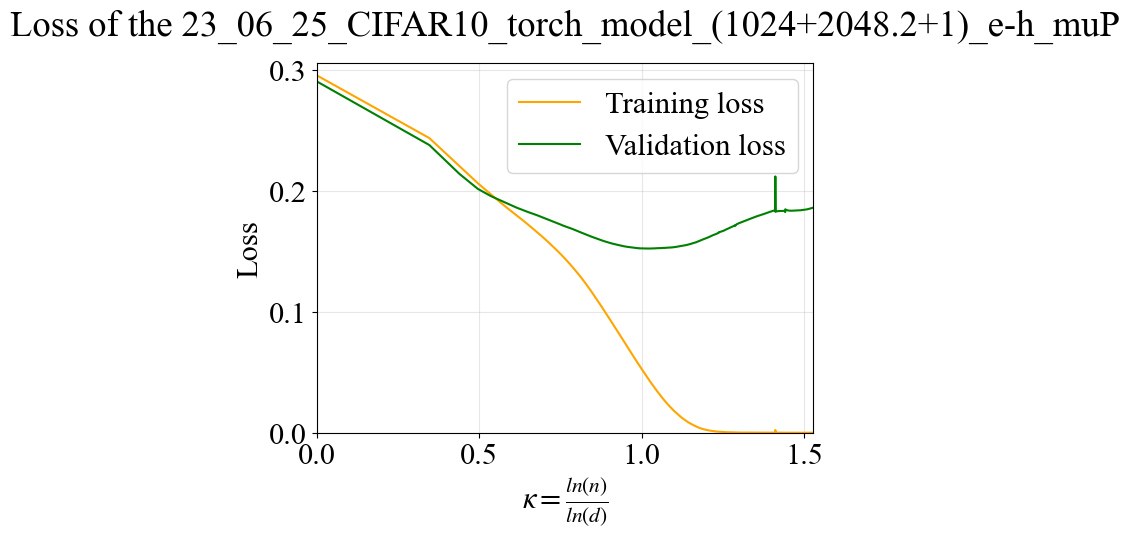 Loss of the 23_06_25_CIFAR10_torch_model_(1024+2048.2+1)_e-h_muP
Training loss
Validation loss
Loss
0.3
0.2
0.1
0.0
0.0 0.5 1.0 1.5
κ = ln(n)/ln(d)